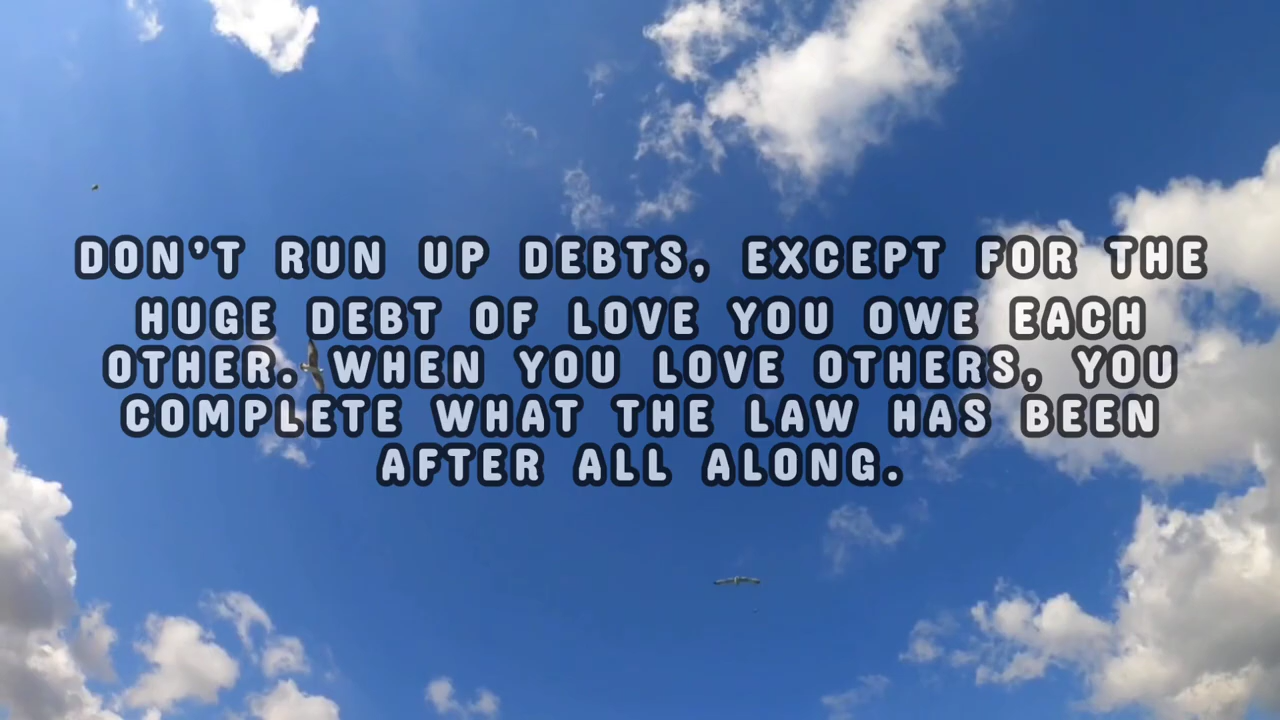 DON'T RUN UP DEBTS, EXCEPT FOR THE
HUGE DEBT OF LOVE YOU OWE EACH
OTHER. WHEN YOU LOVE OTHERS, YOU
COMPLETE WHAT THE LAW HAS BEEN
AFTER ALL ALONG.